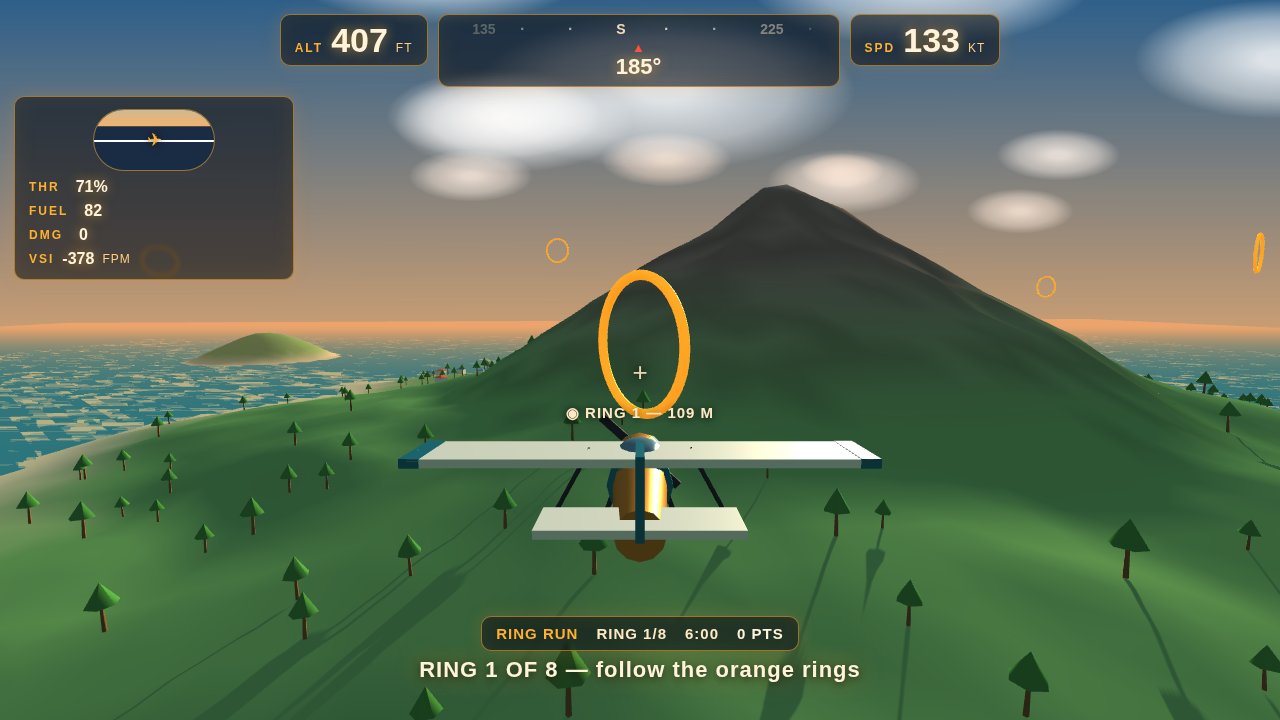 ALT 407 FT
135 · · S · · 225 ·
185°
SPD 133 KT
THR 71%
FUEL 82
DMG 0
VSI -378 FPM
◉ RING 1 — 109 M
RING RUN RING 1/8 6:00 0 PTS
RING 1 OF 8 — follow the orange rings